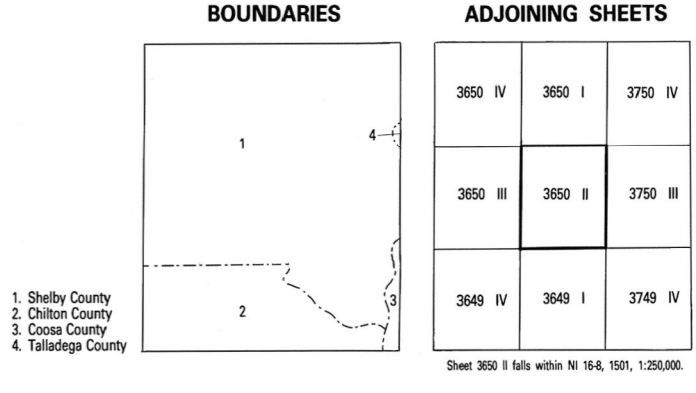 BOUNDARIES
1
4
2
3
1. Shelby County
2. Chilton County
3. Coosa County
4. Talladega County
ADJOINING SHEETS
3650 IV 3650 I 3750 IV
3650 III 3650 II 3750 III
3649 IV 3649 I 3749 IV
Sheet 3650 II falls within NI 16-8, 1501, 1:250,000.